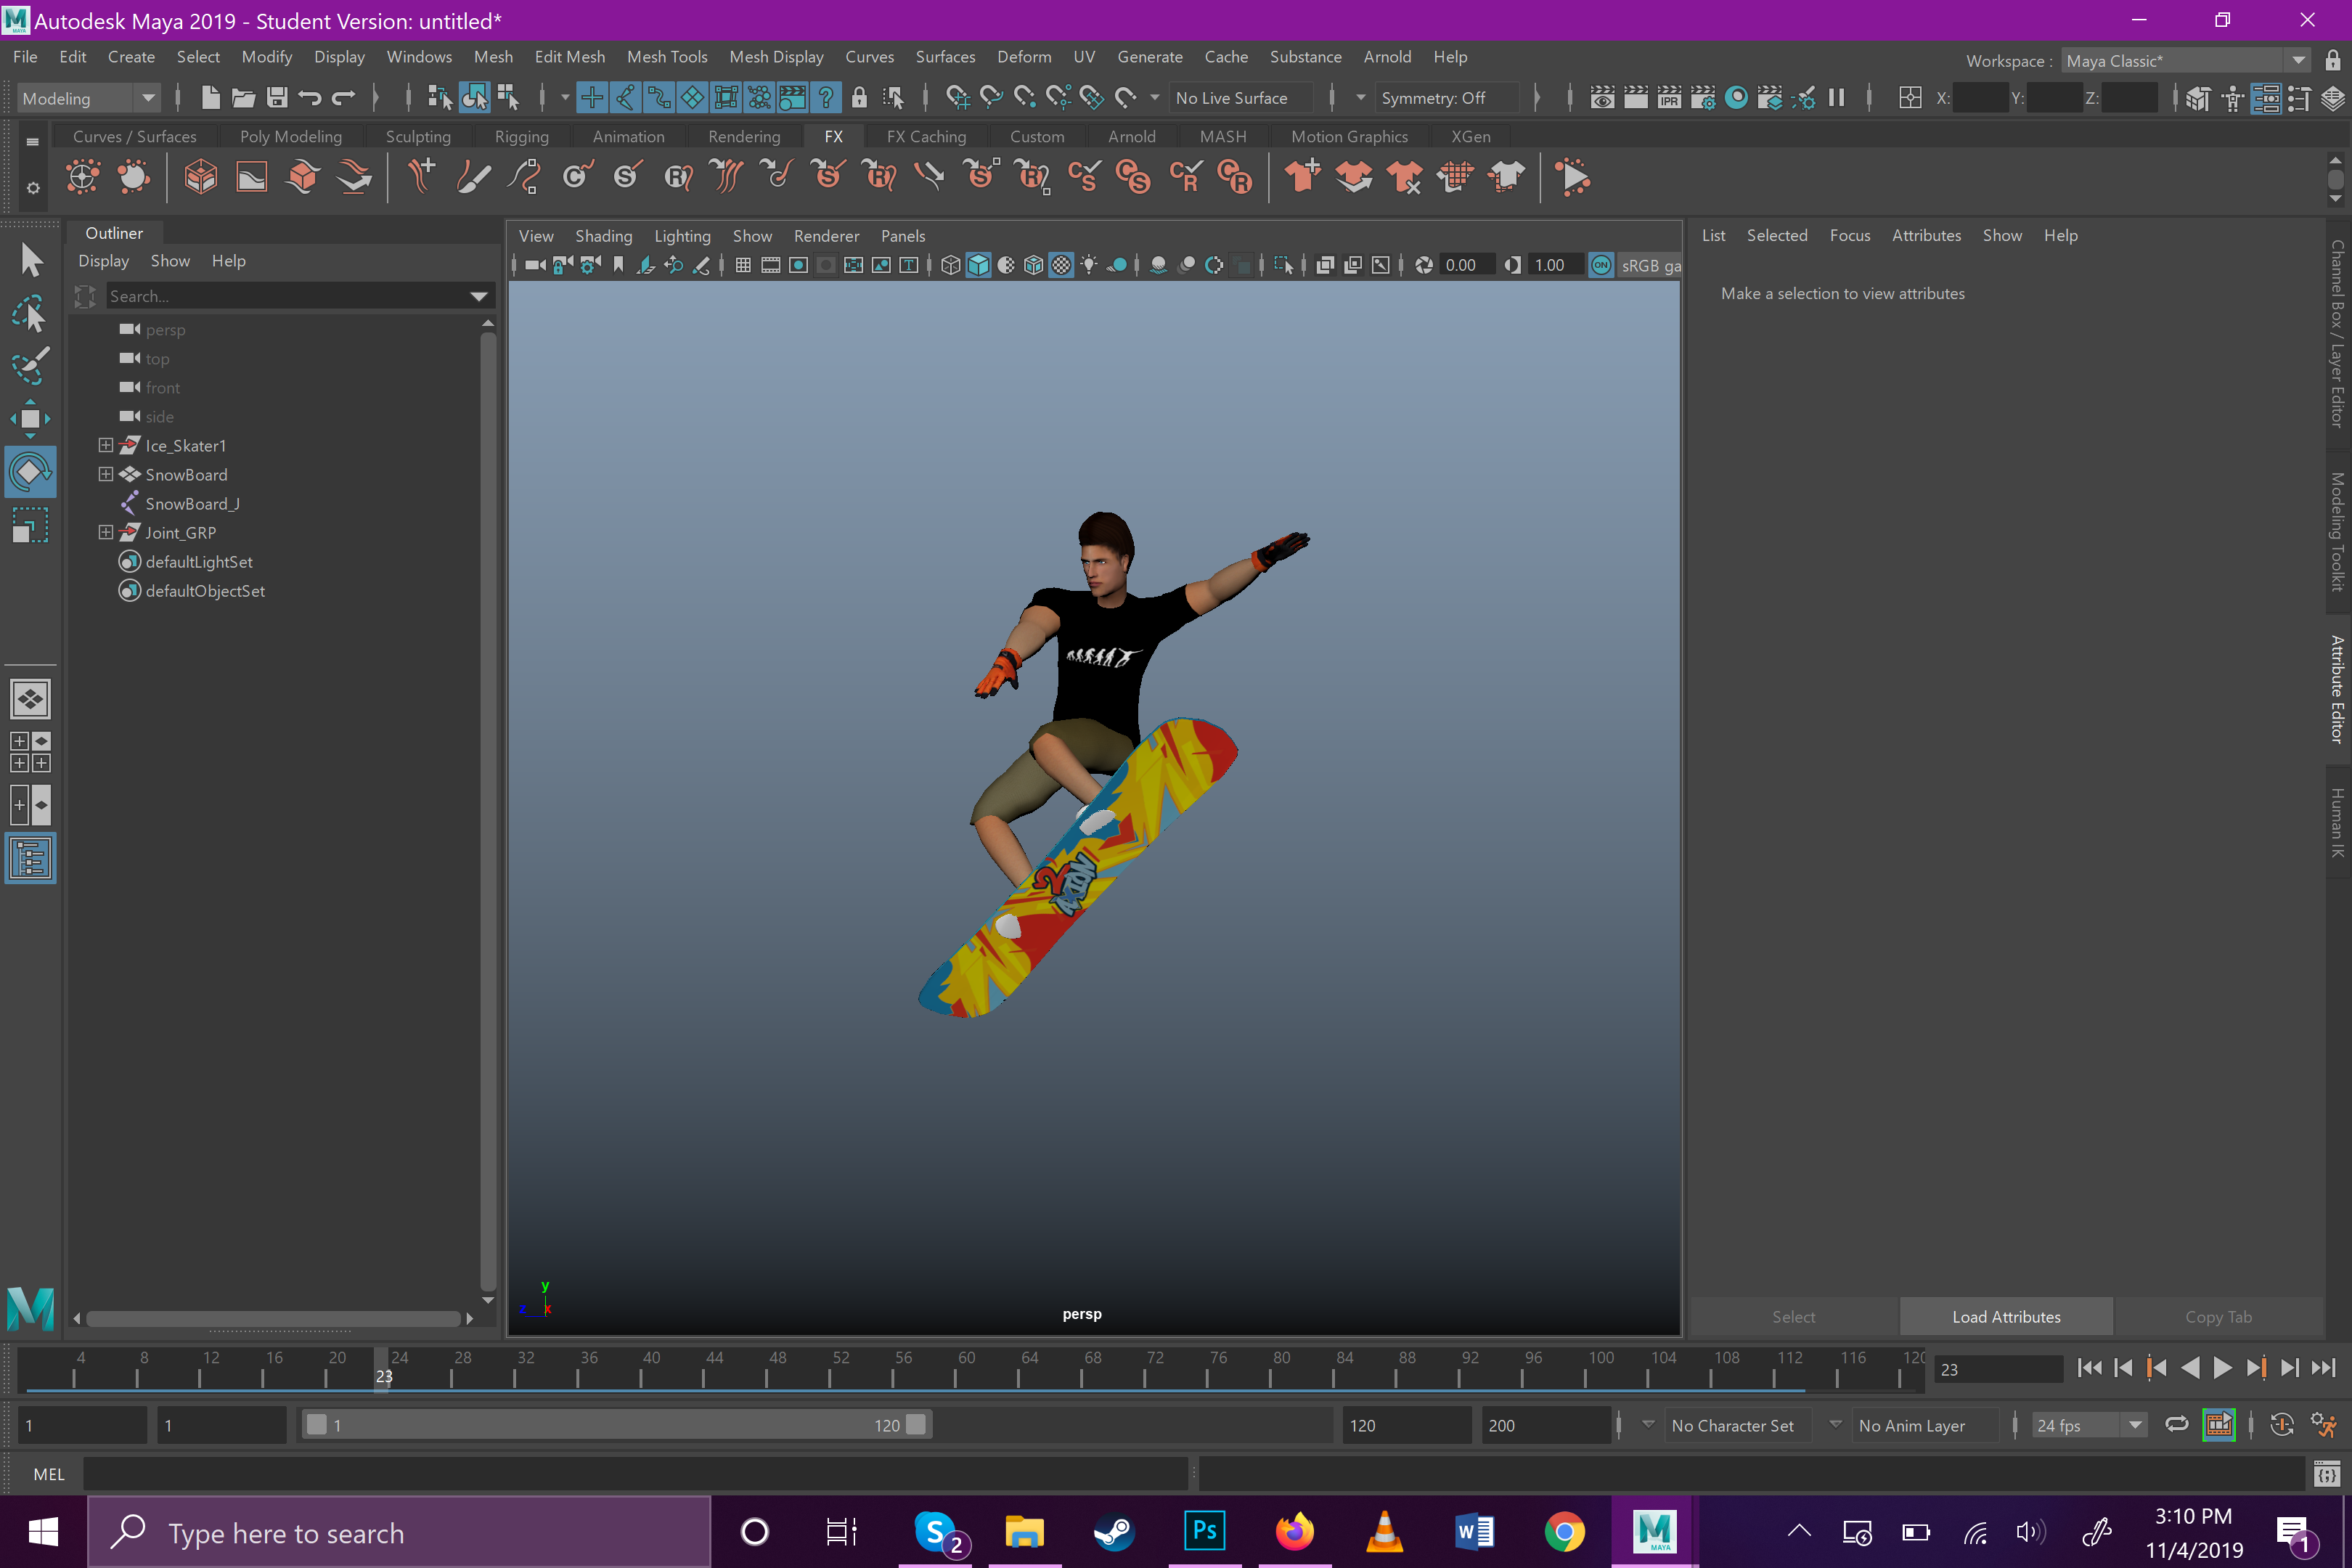 Autodesk Maya 2019 - Student Version: untitled*
File Edit Create Select Modify Display Windows Mesh Edit Mesh Mesh Tools Mesh Display Curves Surfaces Deform UV Generate Cache Substance Arnold Help
Workspace : Maya Classic*
Modeling
No Live Surface
Symmetry: Off
IPR
X:
Y:
Z:
Curves / Surfaces Poly Modeling Sculpting Rigging Animation Rendering FX FX Caching Custom Arnold MASH Motion Graphics XGen
Outliner
Display Show Help
Search...
persp
top
front
side
Ice_Skater1
SnowBoard
SnowBoard_J
Joint_GRP
defaultLightSet
defaultObjectSet
View Shading Lighting Show Renderer Panels
0.00
1.00
ON
sRGB ga
2
AXTION
y
z
x
persp
List Selected Focus Attributes Show Help
Make a selection to view attributes
Channel Box / Layer Editor
Modeling Toolkit
Attribute Editor
Human IK
Select
Load Attributes
Copy Tab
4 8 12 16 20 24 28 32 36 40 44 48 52 56 60 64 68 72 76 80 84 88 92 96 100 104 108 112 116 120
23
23
1
1
1
120
120
200
No Character Set
No Anim Layer
24 fps
MEL
Type here to search
S
2
Ps
W
M
MAYA
3:10 PM
11/4/2019
1